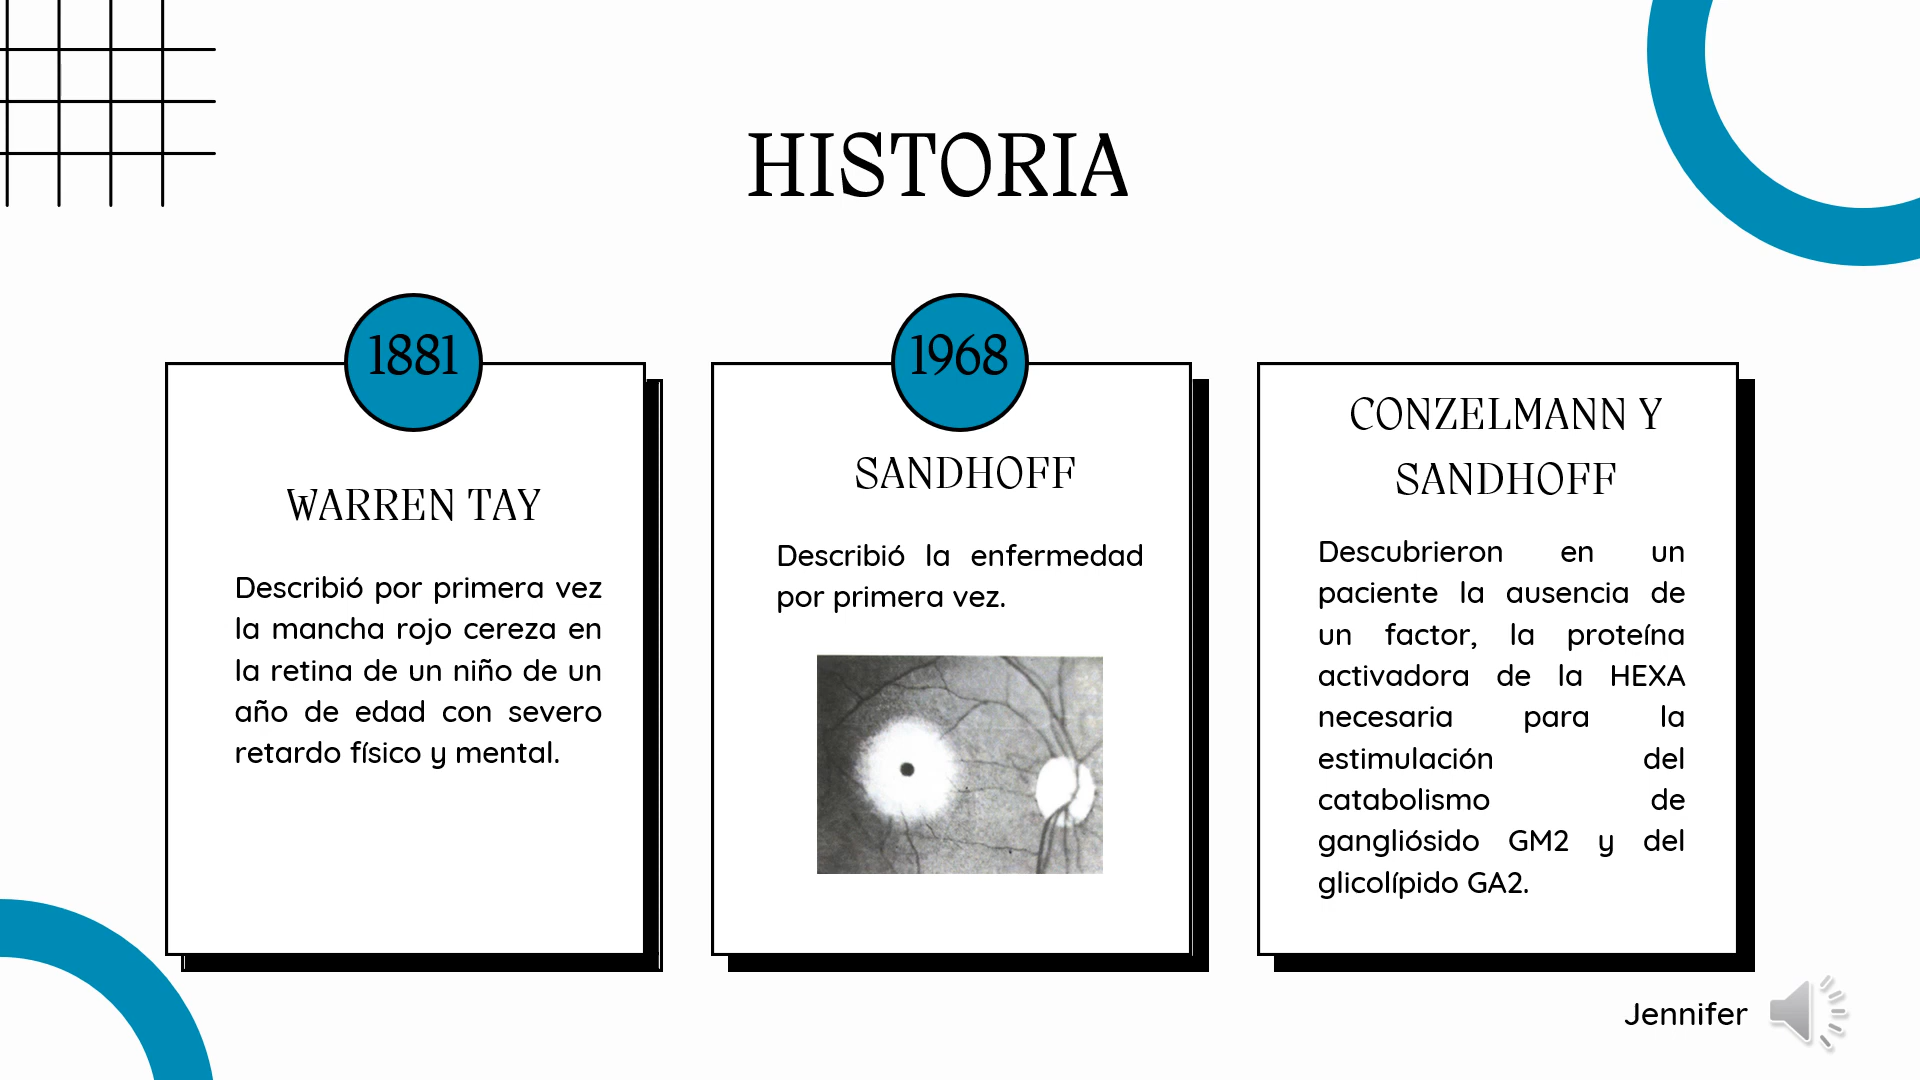 HISTORIA
1881
WARREN TAY
Describió por primera vez
la mancha rojo cereza en
la retina de un niño de un
año de edad con severo
retardo físico y mental.
1968
SANDHOFF
Describió la enfermedad
por primera vez.
CONZELMANN Y
SANDHOFF
Descubrieron en un
paciente la ausencia de
un factor, la proteína
activadora de la HEXA
necesaria para la
estimulación del
catabolismo de
gangliósido GM2 y del
glicolípido GA2.
Jennifer